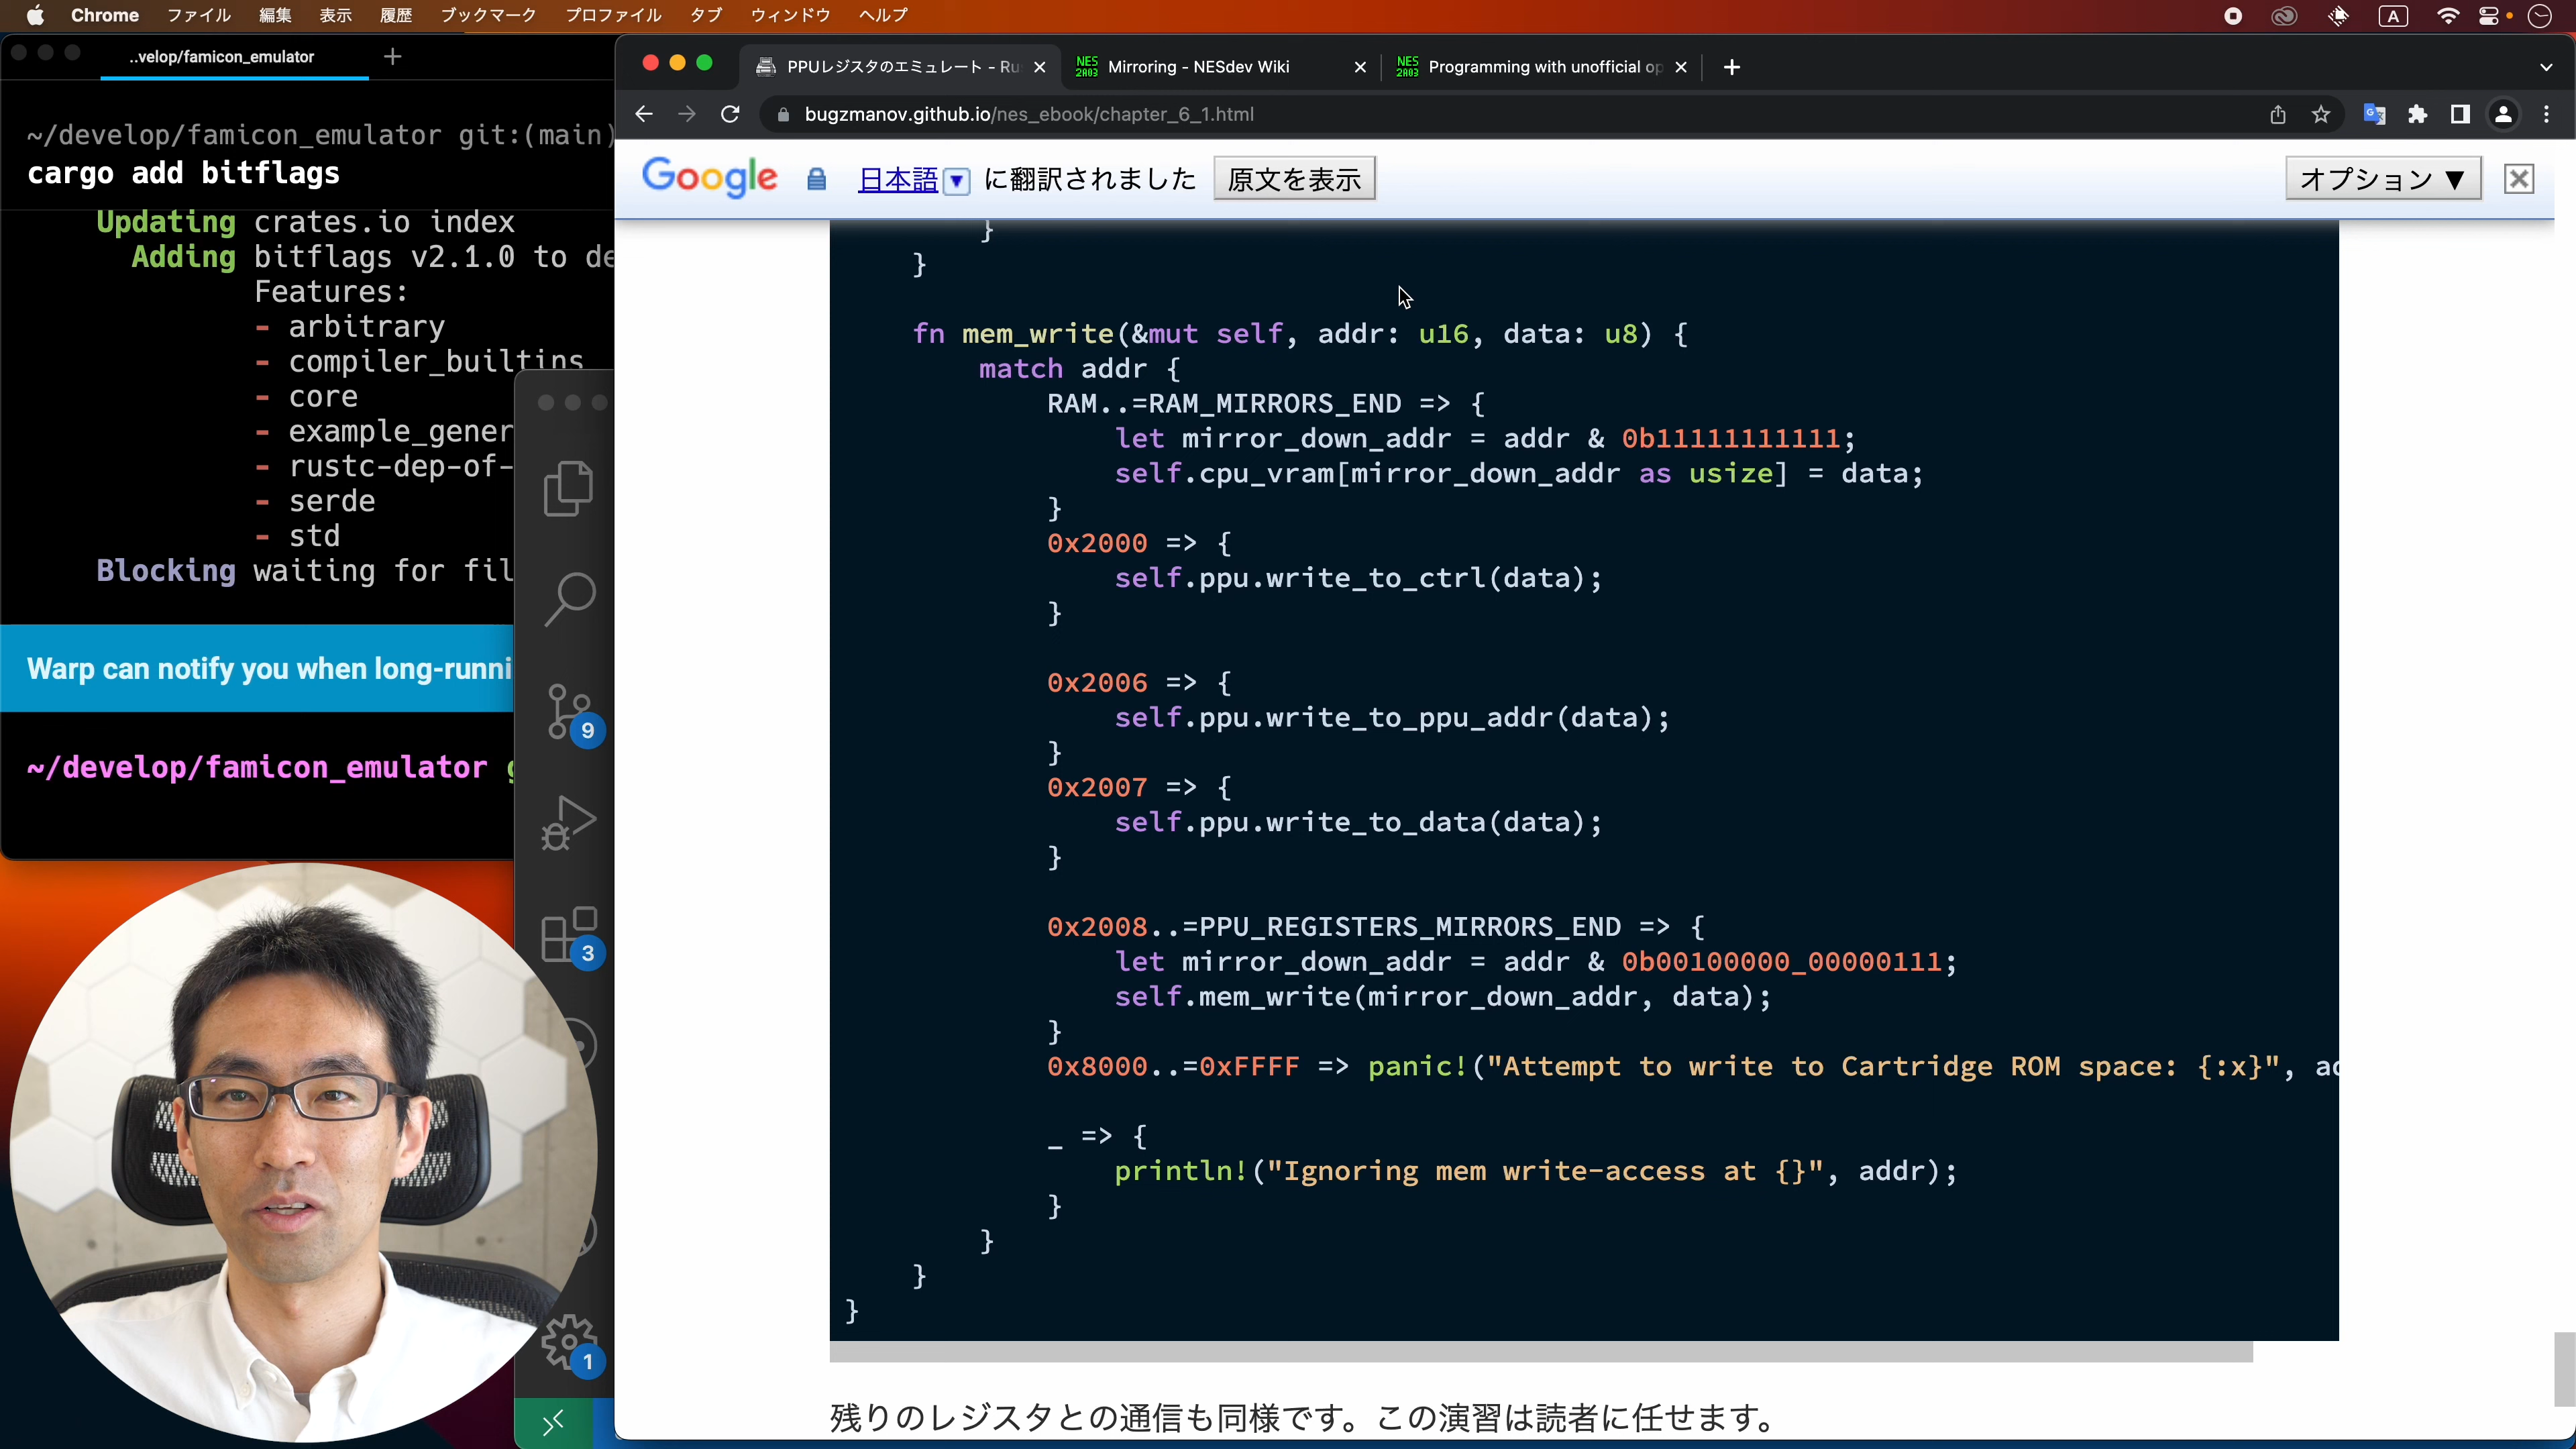 Chrome ファイル 編集 表示 履歴 ブックマーク プロファイル タブ ウィンドウ ヘルプ A
..velop/famicon_emulator
~/develop/famicon_emulator git:(main)
cargo add bitflags
Updating crates.io index
Adding bitflags v2.1.0 to de
Features:
- arbitrary
- compiler_builtins
- core
- example_gener
- rustc-dep-of-
- serde
- std
Blocking waiting for fil
Warp can notify you when long-runni
~/develop/famicon_emulator g
9
3
1
PPUレジスタのエミュレート - Ru
NES 2A03 Mirroring - NESdev Wiki
NES 2A03 Programming with unofficial op
bugzmanov.github.io/nes_ebook/chapter_6_1.html
Google 日本語 ▼ に翻訳されました 原文を表示 オプション ▼
}
}
fn mem_write(&mut self, addr: u16, data: u8) {
match addr {
RAM..=RAM_MIRRORS_END => {
let mirror_down_addr = addr & 0b11111111111;
self.cpu_vram[mirror_down_addr as usize] = data;
}
0x2000 => {
self.ppu.write_to_ctrl(data);
}
0x2006 => {
self.ppu.write_to_ppu_addr(data);
}
0x2007 => {
self.ppu.write_to_data(data);
}
0x2008..=PPU_REGISTERS_MIRRORS_END => {
let mirror_down_addr = addr & 0b00100000_00000111;
self.mem_write(mirror_down_addr, data);
}
0x8000..=0xFFFF => panic!("Attempt to write to Cartridge ROM space: {:x}", ad
_ => {
println!("Ignoring mem write-access at {}", addr);
}
}
}
}
残りのレジスタとの通信も同様です。この演習は読者に任せます。